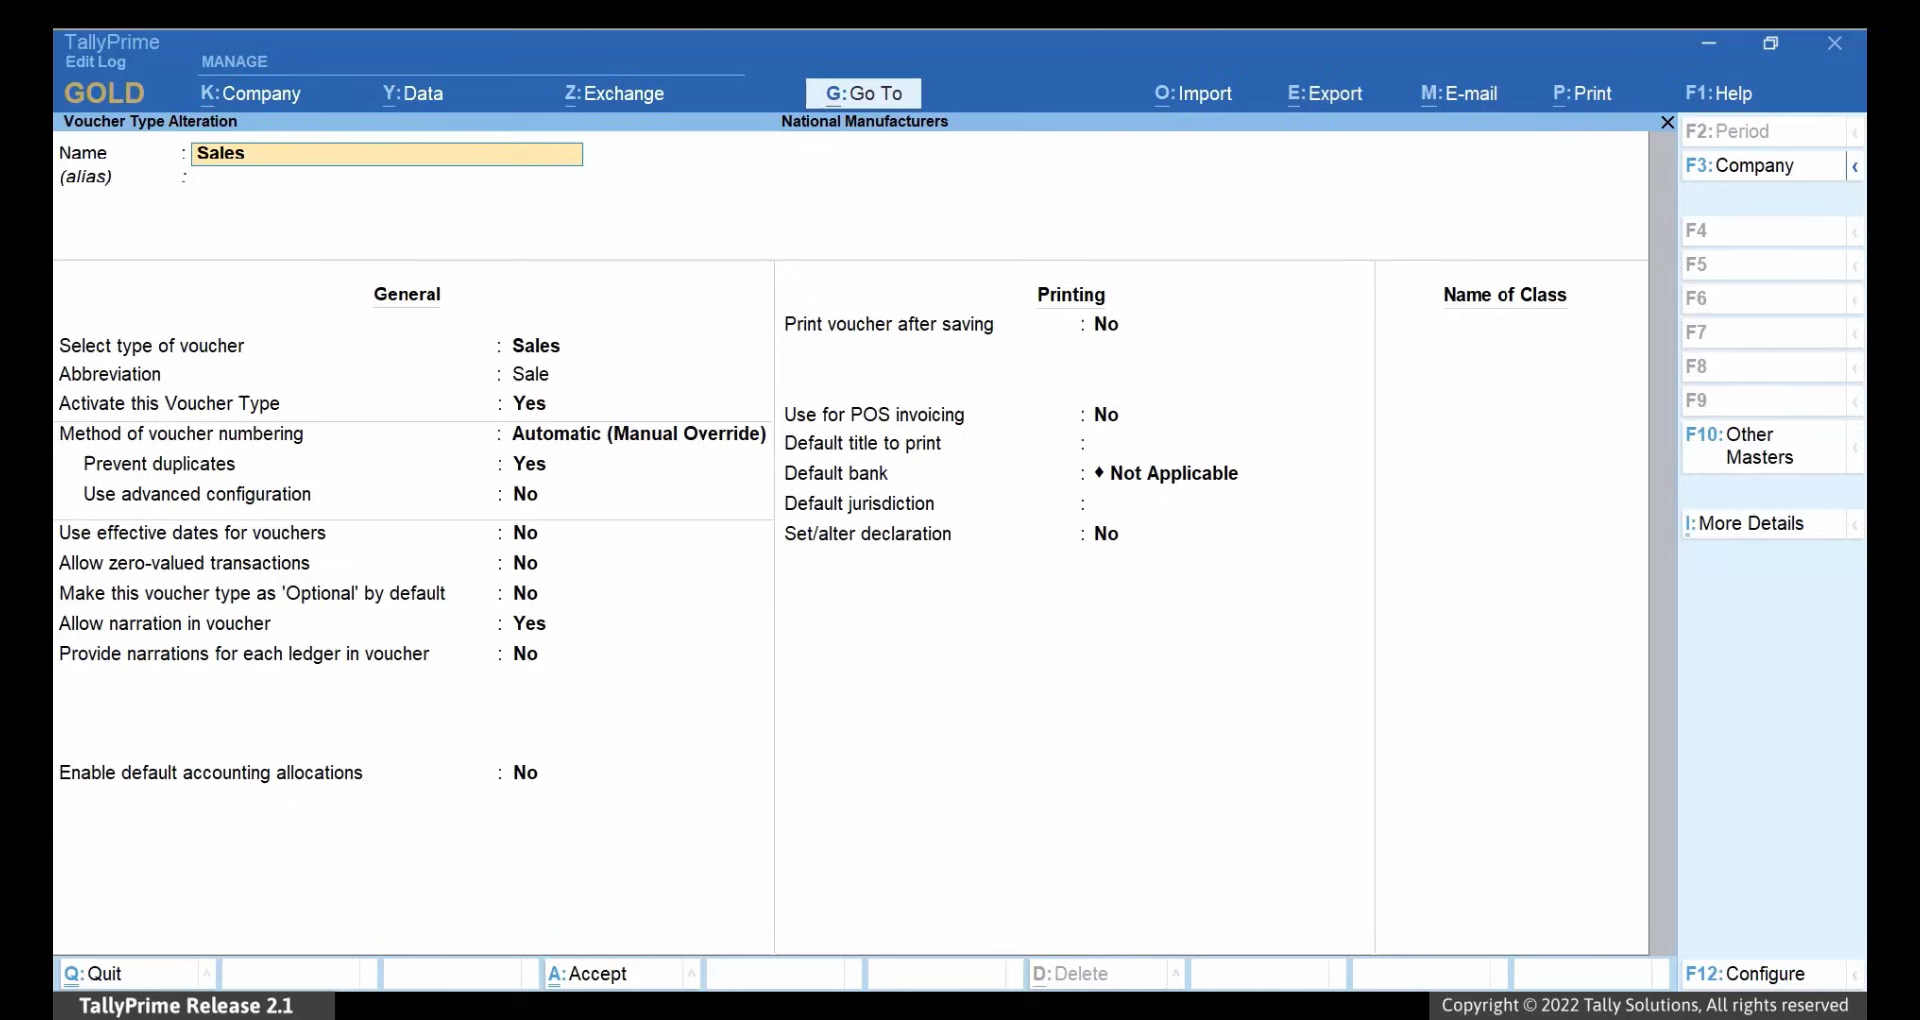 TallyPrime
Edit Log
MANAGE
GOLD
K:Company
Y:Data
Z:Exchange
G:Go To
O:Import
E:Export
M:E-mail
P:Print
F1:Help
Voucher Type Alteration
National Manufacturers
Name : Sales
(alias) :
General
Select type of voucher : Sales
Abbreviation : Sale
Activate this Voucher Type : Yes
Method of voucher numbering : Automatic (Manual Override)
Prevent duplicates : Yes
Use advanced configuration : No
Use effective dates for vouchers : No
Allow zero-valued transactions : No
Make this voucher type as 'Optional' by default : No
Allow narration in voucher : Yes
Provide narrations for each ledger in voucher : No
Enable default accounting allocations : No
Printing
Print voucher after saving : No
Use for POS invoicing : No
Default title to print :
Default bank : ♦ Not Applicable
Default jurisdiction :
Set/alter declaration : No
Name of Class
F2:Period
F3:Company
F4
F5
F6
F7
F8
F9
F10:Other
Masters
I:More Details
F12:Configure
Q:Quit
A:Accept
D:Delete
TallyPrime Release 2.1
Copyright © 2022 Tally Solutions, All rights reserved